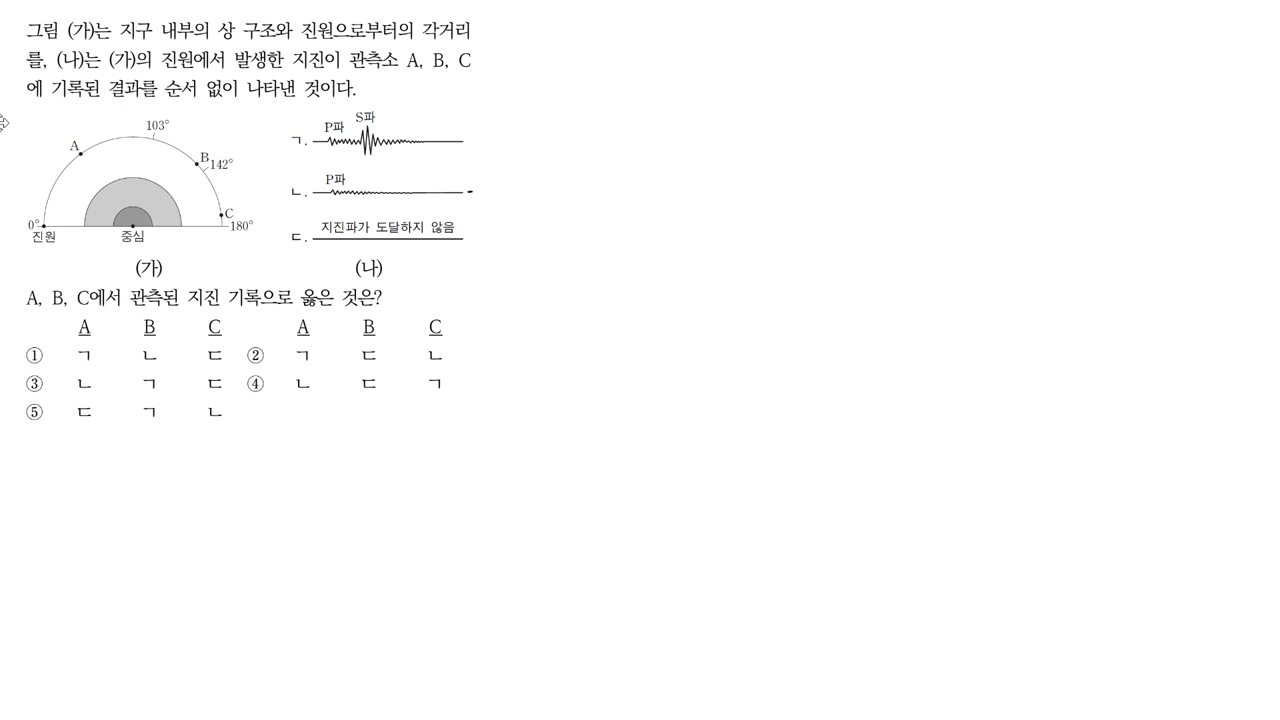 그림 (가)는 지구 내부의 상 구조와 진원으로부터의 각거리
를, (나)는 (가)의 진원에서 발생한 지진이 관측소 A, B, C
에 기록된 결과를 순서 없이 나타낸 것이다.
103°
A
B
142°
C
0°
180°
진원
중심
(가)
ㄱ.
P파
S파
ㄴ.
P파
ㄷ.
지진파가 도달하지 않음
(나)
A, B, C에서 관측된 지진 기록으로 옳은 것은?
A B C A B C
① ㄱ ㄴ ㄷ ② ㄱ ㄷ ㄴ
③ ㄴ ㄱ ㄷ ④ ㄴ ㄷ ㄱ
⑤ ㄷ ㄱ ㄴ